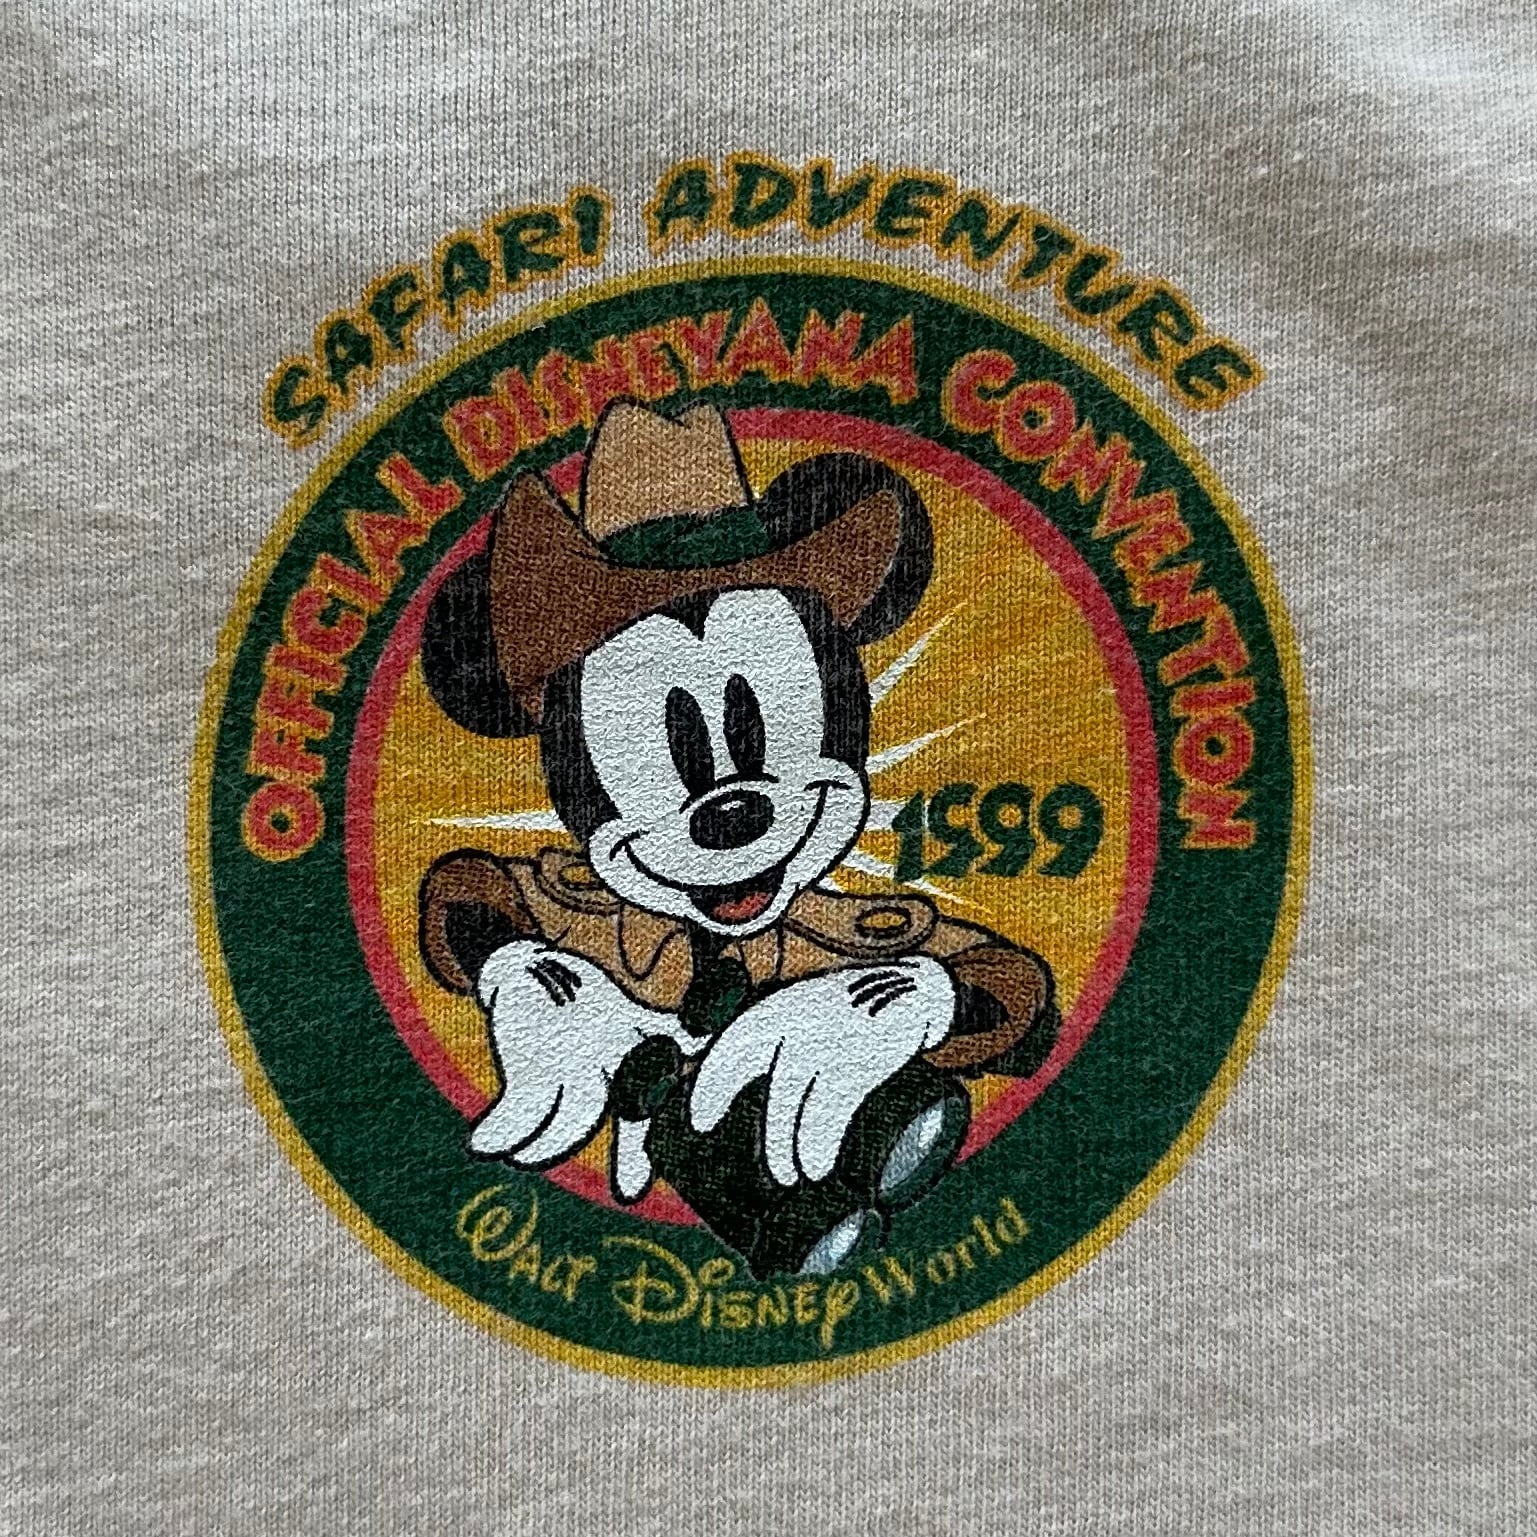 SAFARI ADVENTURE
OFFICIAL DISNEYANA CONVENTION
1999
WALT DISNEY World